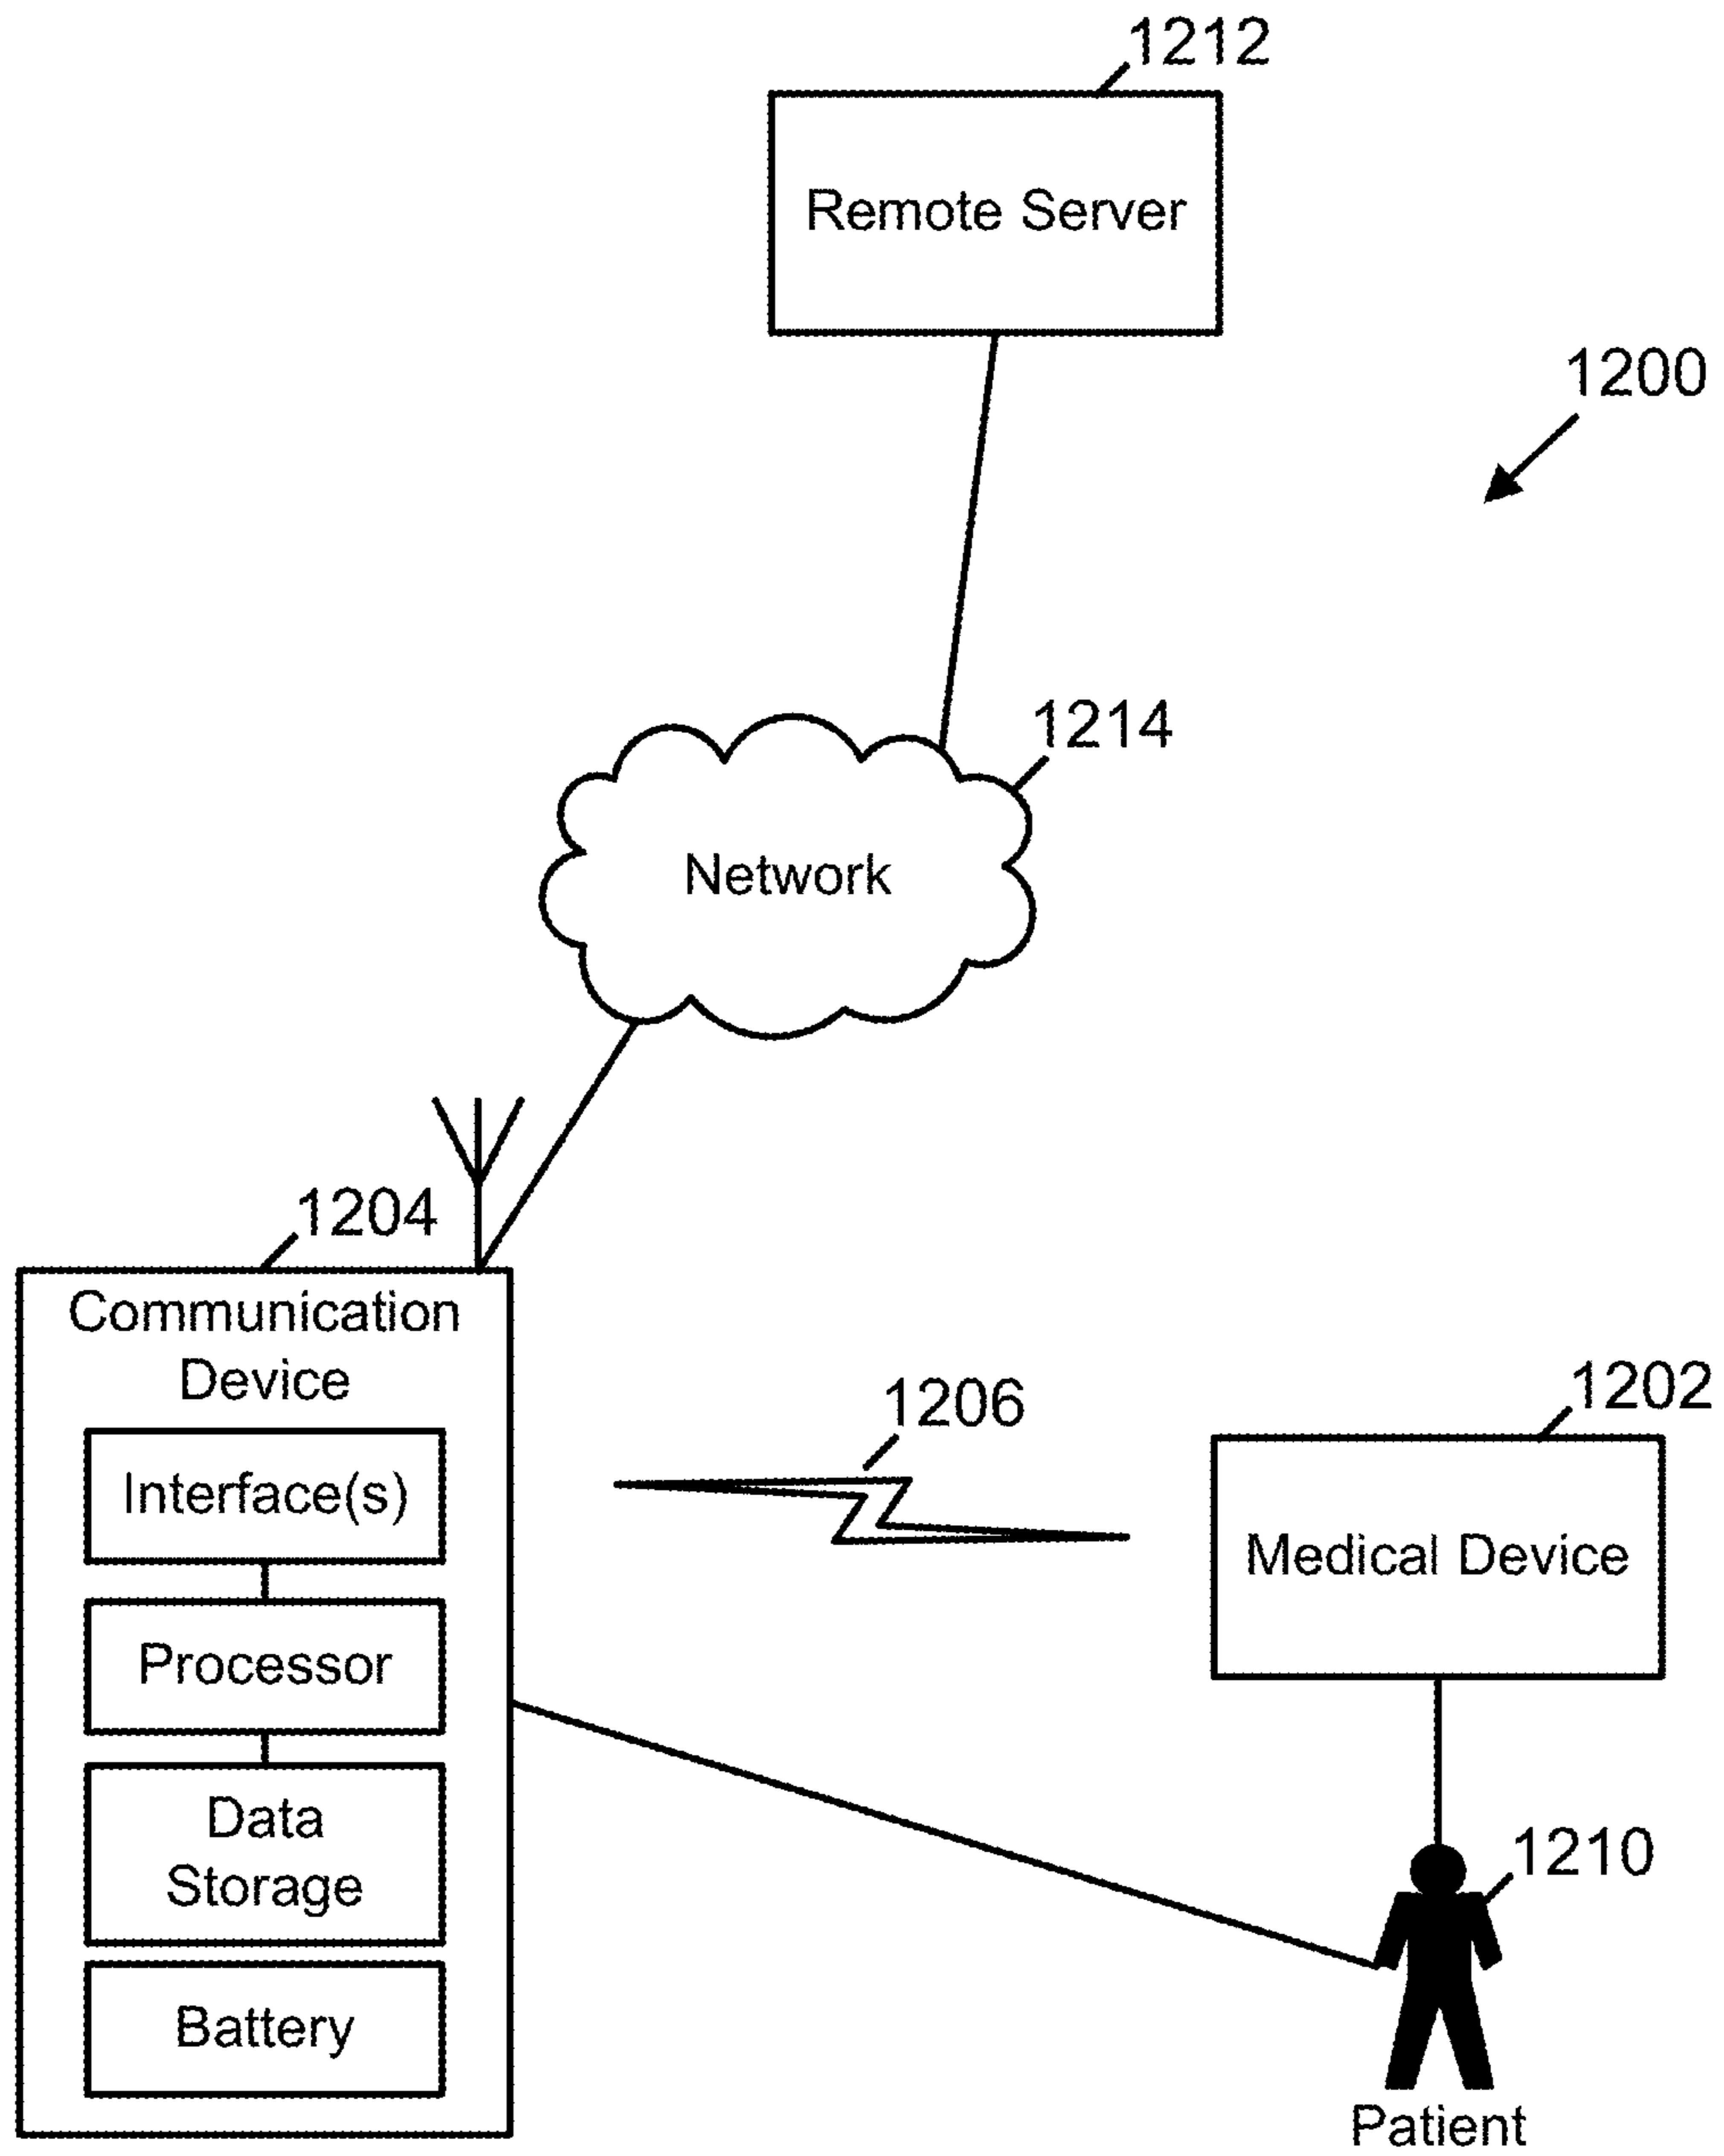 1212
Remote Server
1200
1214
Network
1204
Communication
Device
Interface(s)
Processor
Data
Storage
Battery
1206
1202
Medical Device
1210
Patient